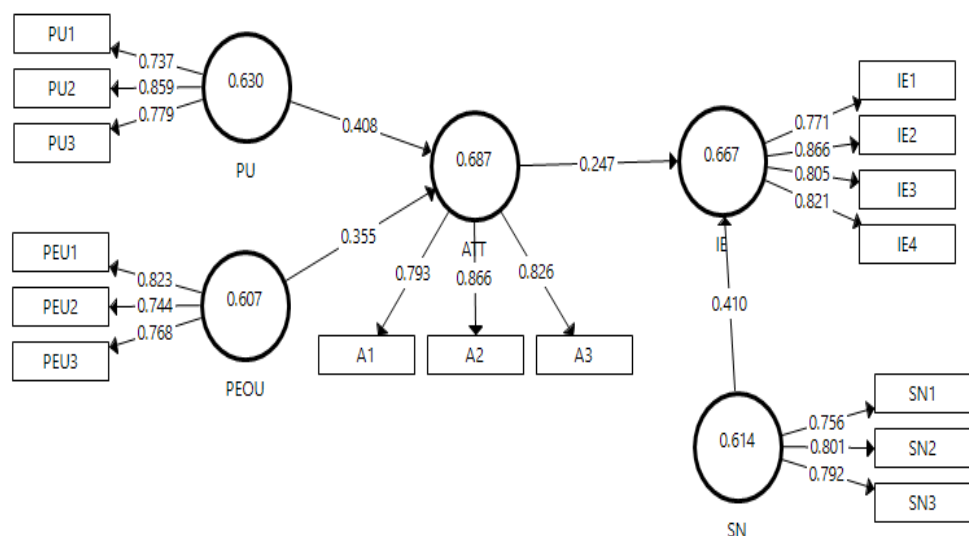 PU1
0.737
PU2
0.859
PU3
0.779
0.630
PU
0.408
PEU1
0.823
PEU2
0.744
PEU3
0.768
0.607
PEOU
0.355
0.687
ATT
0.793
0.866
0.826
A1
A2
A3
0.247
0.667
IE
0.771
IE1
0.866
IE2
0.805
IE3
0.821
IE4
0.410
0.614
SN
0.756
SN1
0.801
SN2
0.792
SN3